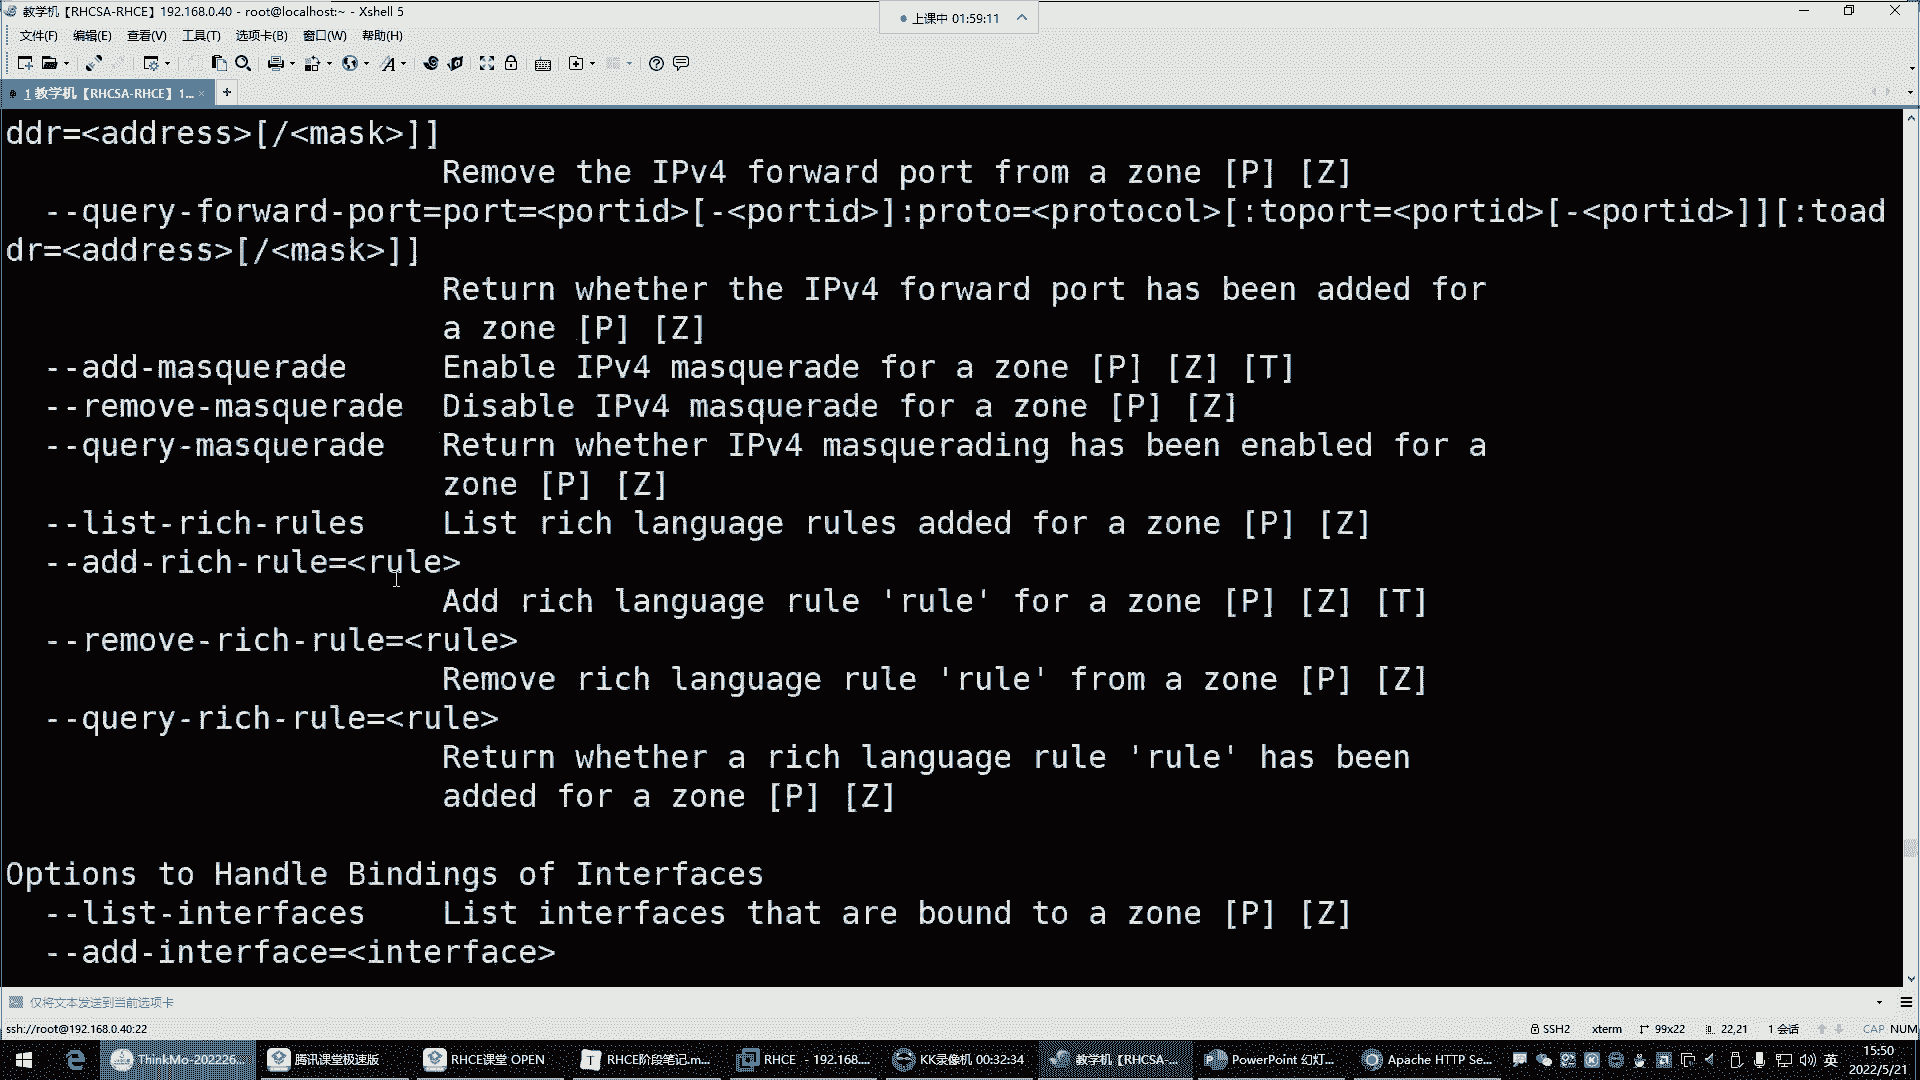 教学机【RHCSA-RHCE】192.168.0.40 - root@localhost:~ - Xshell 5
上课中 01:59:11
文件(F) 编辑(E) 查看(V) 工具(T) 选项卡(B) 窗口(W) 帮助(H)
1 教学机【RHCSA-RHCE】1...
ddr=<address>[/<mask>]]
Remove the IPv4 forward port from a zone [P] [Z]
--query-forward-port=port=<portid>[-<portid>]:proto=<protocol>[:toport=<portid>[-<portid>]][:toad
dr=<address>[/<mask>]]
Return whether the IPv4 forward port has been added for
a zone [P] [Z]
--add-masquerade Enable IPv4 masquerade for a zone [P] [Z] [T]
--remove-masquerade Disable IPv4 masquerade for a zone [P] [Z]
--query-masquerade Return whether IPv4 masquerading has been enabled for a
zone [P] [Z]
--list-rich-rules List rich language rules added for a zone [P] [Z]
--add-rich-rule=<rule>
Add rich language rule 'rule' for a zone [P] [Z] [T]
--remove-rich-rule=<rule>
Remove rich language rule 'rule' from a zone [P] [Z]
--query-rich-rule=<rule>
Return whether a rich language rule 'rule' has been
added for a zone [P] [Z]
Options to Handle Bindings of Interfaces
--list-interfaces List interfaces that are bound to a zone [P] [Z]
--add-interface=<interface>
仅将文本发送到当前选项卡
ssh://root@192.168.0.40:22 SSH2 xterm 99x22 22,21 1 会话 CAP NUM
ThinkMo-202226... 腾讯课堂极速版 RHCE课堂 OPEN RHCE阶段笔记.m... RHCE - 192.168.... KK录像机 00:32:34 教学机【RHCSA-... PowerPoint 幻灯... Apache HTTP Se... 英 15:50
2022/5/21